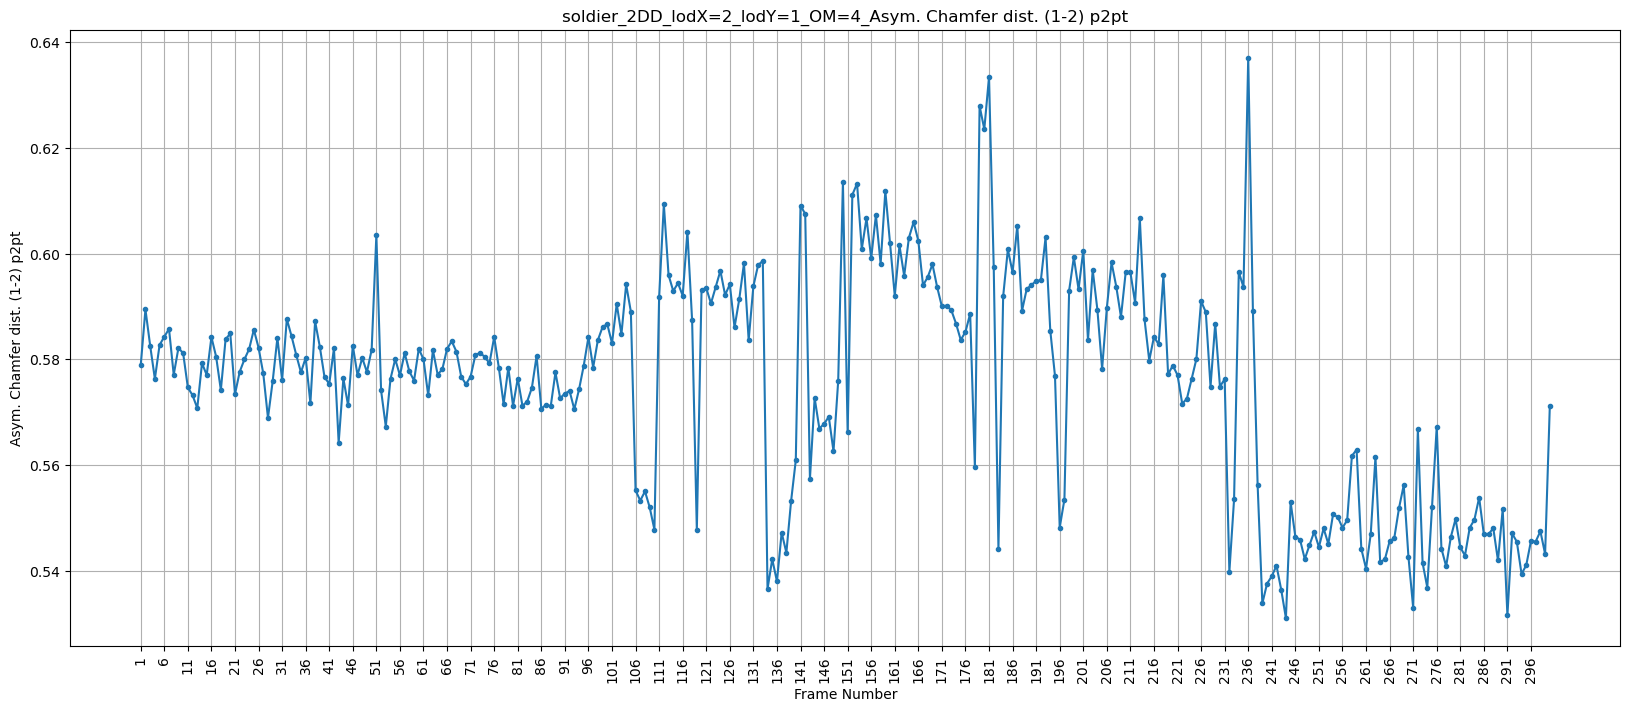 soldier_2DD_lodX=2_lodY=1_OM=4_Asym. Chamfer dist. (1-2) p2pt
Asym. Chamfer dist. (1-2) p2pt
0.64
0.62
0.60
0.58
0.56
0.54
1 6 11 16 21 26 31 36 41 46 51 56 61 66 71 76 81 86 91 96 101 106 111 116 121 126 131 136 141 146 151 156 161 166 171 176 181 186 191 196 201 206 211 216 221 226 231 236 241 246 251 256 261 266 271 276 281 286 291 296
Frame Number